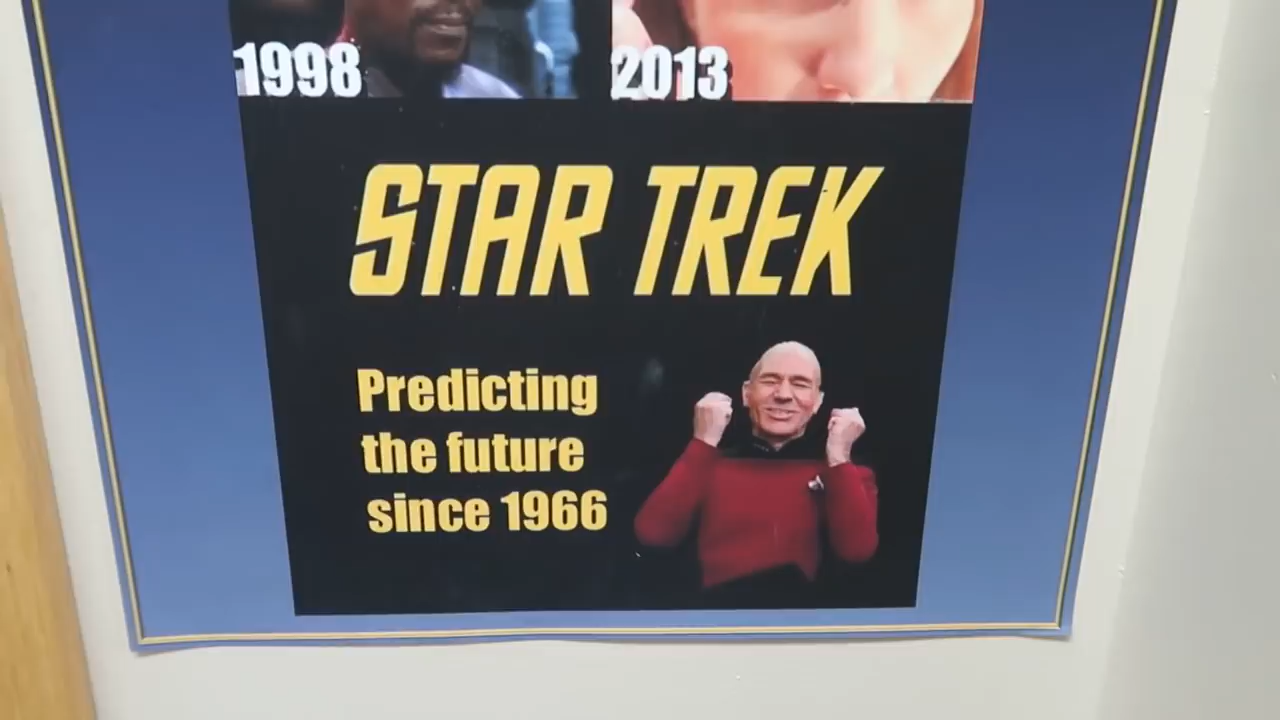 1998
2013
STAR TREK
Predicting
the future
since 1966